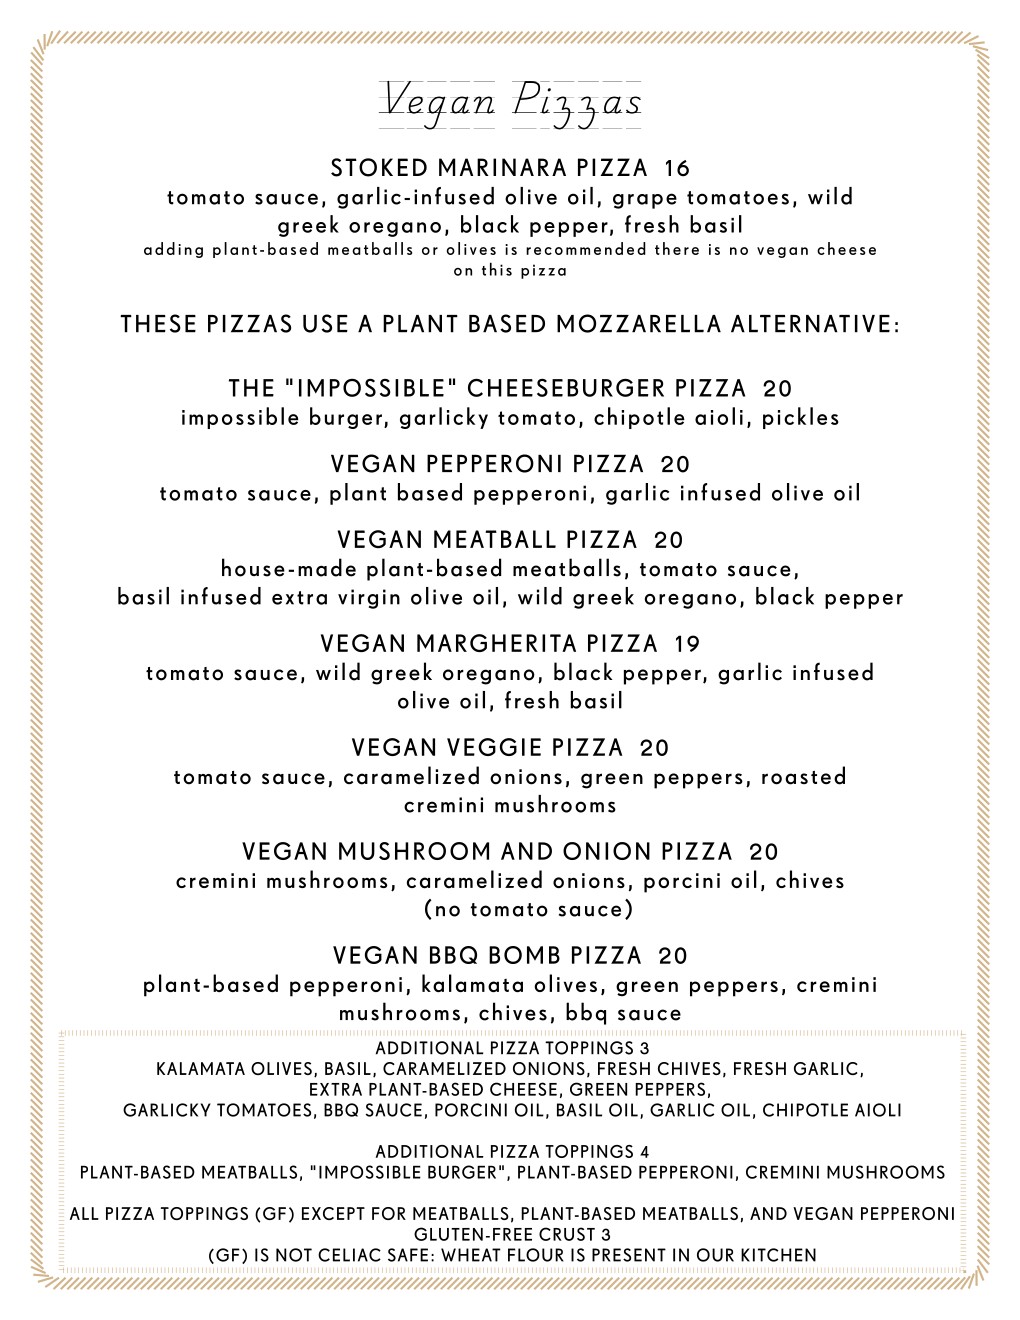 Vegan Pizzas
STOKED MARINARA PIZZA 16
tomato sauce, garlic-infused olive oil, grape tomatoes, wild
greek oregano, black pepper, fresh basil
adding plant-based meatballs or olives is recommended there is no vegan cheese
on this pizza
THESE PIZZAS USE A PLANT BASED MOZZARELLA ALTERNATIVE:
THE "IMPOSSIBLE" CHEESEBURGER PIZZA 20
impossible burger, garlicky tomato, chipotle aioli, pickles
VEGAN PEPPERONI PIZZA 20
tomato sauce, plant based pepperoni, garlic infused olive oil
VEGAN MEATBALL PIZZA 20
house-made plant-based meatballs, tomato sauce,
basil infused extra virgin olive oil, wild greek oregano, black pepper
VEGAN MARGHERITA PIZZA 19
tomato sauce, wild greek oregano, black pepper, garlic infused
olive oil, fresh basil
VEGAN VEGGIE PIZZA 20
tomato sauce, caramelized onions, green peppers, roasted
cremini mushrooms
VEGAN MUSHROOM AND ONION PIZZA 20
cremini mushrooms, caramelized onions, porcini oil, chives
(no tomato sauce)
VEGAN BBQ BOMB PIZZA 20
plant-based pepperoni, kalamata olives, green peppers, cremini
mushrooms, chives, bbq sauce
ADDITIONAL PIZZA TOPPINGS 3
KALAMATA OLIVES, BASIL, CARAMELIZED ONIONS, FRESH CHIVES, FRESH GARLIC,
EXTRA PLANT-BASED CHEESE, GREEN PEPPERS,
GARLICKY TOMATOES, BBQ SAUCE, PORCINI OIL, BASIL OIL, GARLIC OIL, CHIPOTLE AIOLI
ADDITIONAL PIZZA TOPPINGS 4
PLANT-BASED MEATBALLS, "IMPOSSIBLE BURGER", PLANT-BASED PEPPERONI, CREMINI MUSHROOMS
ALL PIZZA TOPPINGS (GF) EXCEPT FOR MEATBALLS, PLANT-BASED MEATBALLS, AND VEGAN PEPPERONI
GLUTEN-FREE CRUST 3
(GF) IS NOT CELIAC SAFE: WHEAT FLOUR IS PRESENT IN OUR KITCHEN